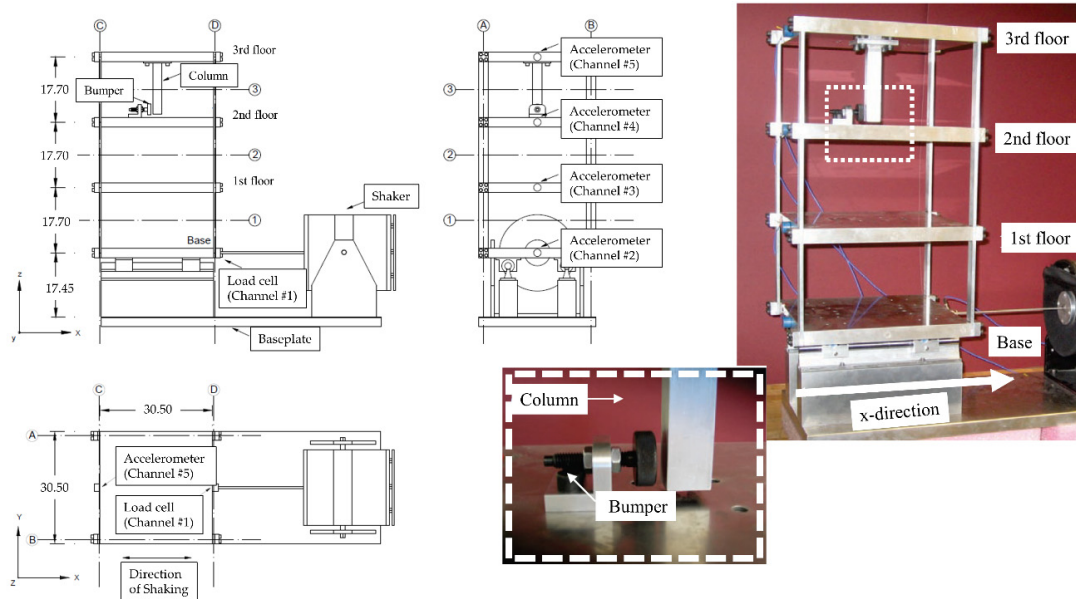 C
D
3rd floor
Column
Bumper
17.70
3
2nd floor
17.70
2
1st floor
17.70
1
Shaker
Base
17.45
Load cell
(Channel #1)
z
y
x
Baseplate
A
B
Accelerometer
(Channel #5)
3
Accelerometer
(Channel #4)
2
Accelerometer
(Channel #3)
1
Accelerometer
(Channel #2)
3rd floor
2nd floor
1st floor
Base
x-direction
C
D
30.50
A
Accelerometer
(Channel #5)
30.50
Load cell
(Channel #1)
B
Y
Z
X
Direction
of Shaking
Column
Bumper